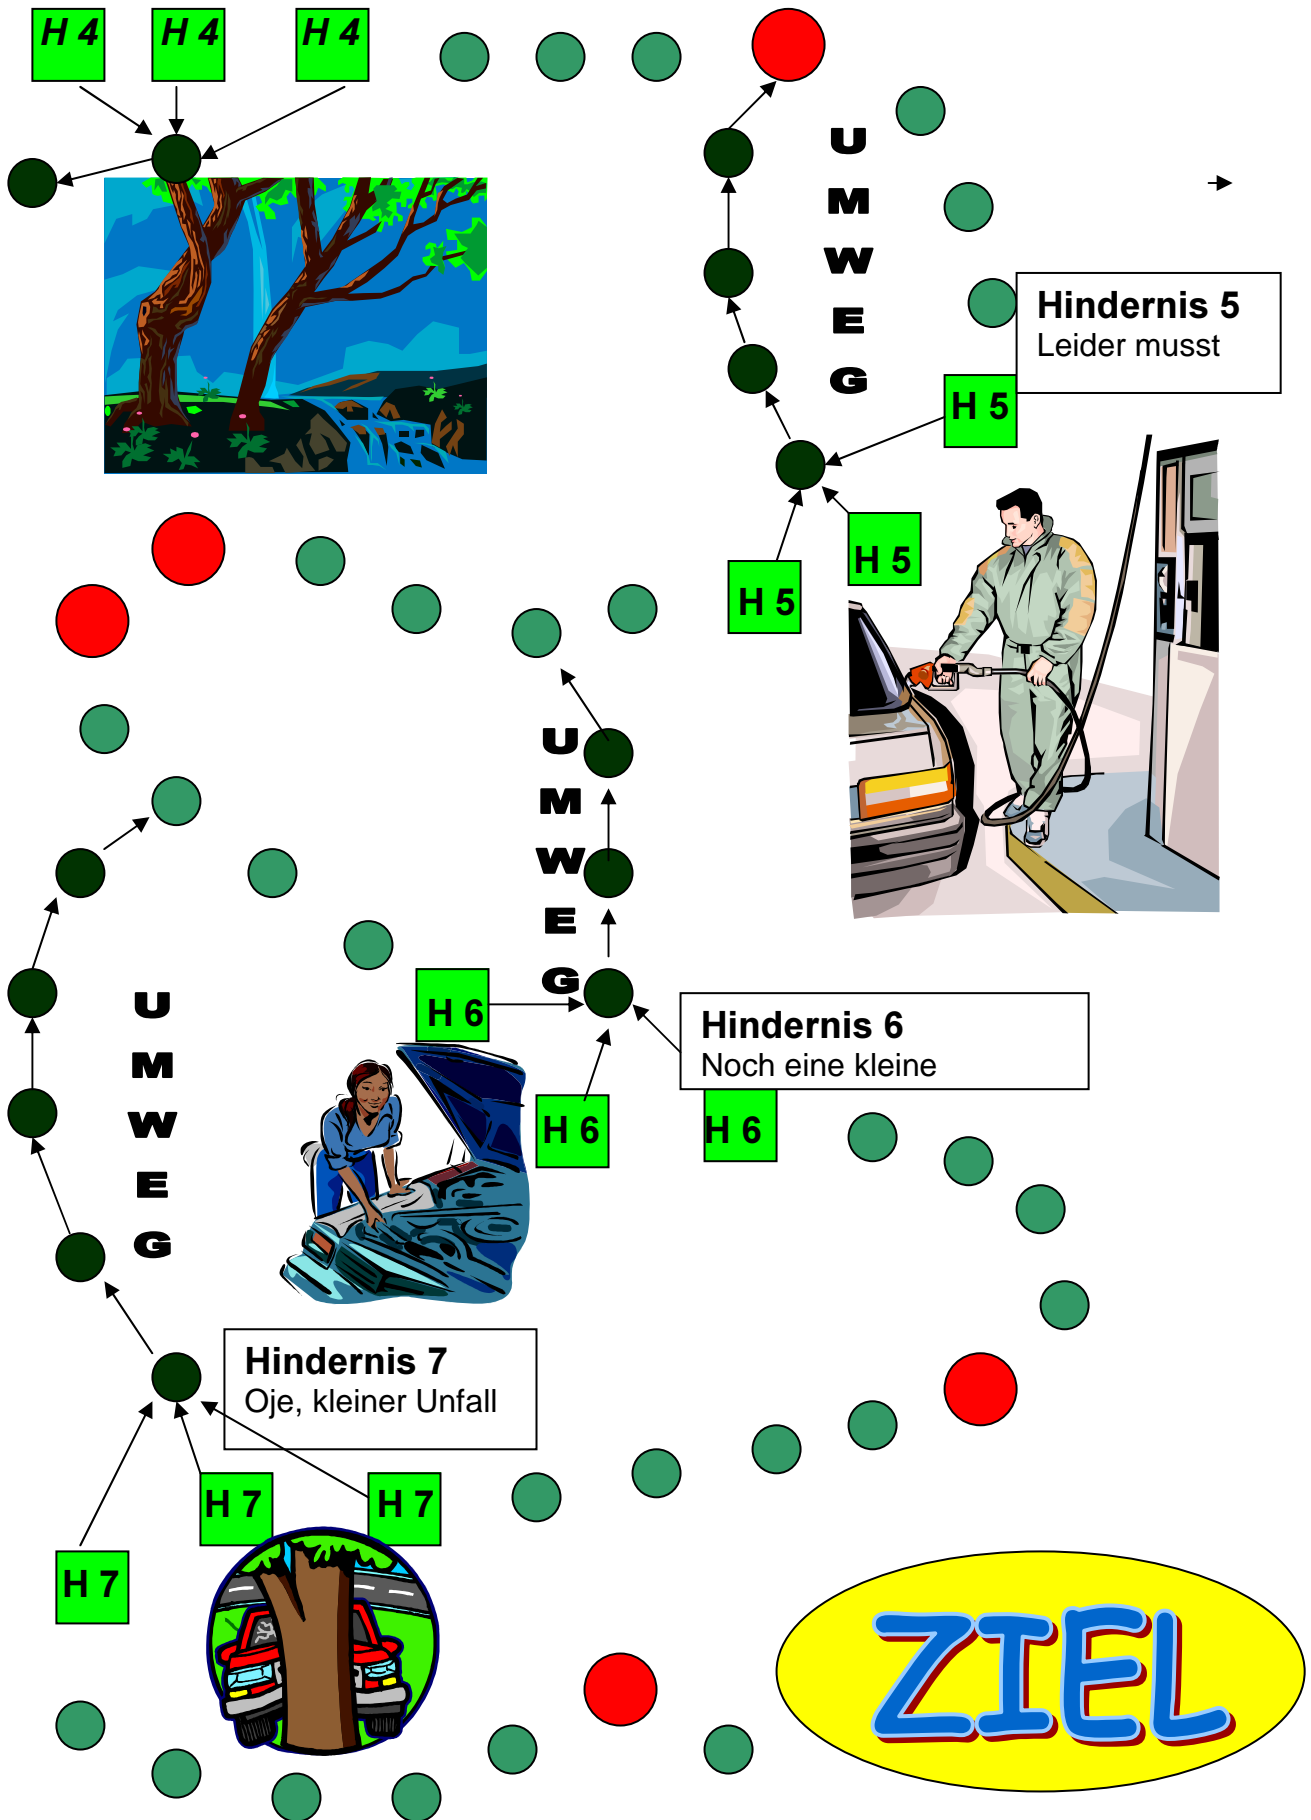 H 4
H 4
H 4
U
M
W
E
G
Hindernis 5
Leider musst
H 5
H 5
H 5
U
M
W
E
G
H 6
Hindernis 6
Noch eine kleine
H 6
H 6
U
M
W
E
G
Hindernis 7
Oje, kleiner Unfall
H 7
H 7
H 7
ZIEL